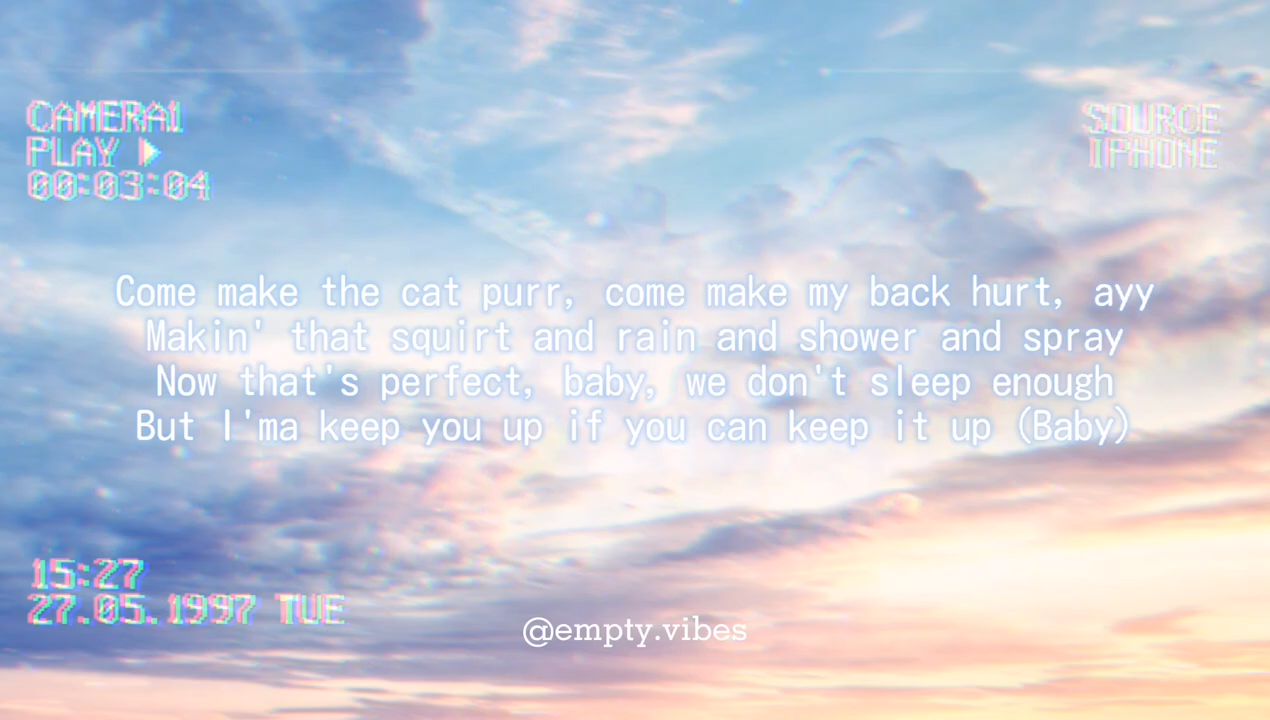 CAMERA1
PLAY
00:03:04
SOURCE
IPHONE
Come make the cat purr, come make my back hurt, ayy
Makin' that squirt and rain and shower and spray
Now that's perfect, baby, we don't sleep enough
But I'ma keep you up if you can keep it up (Baby)
15:27
27.05.1997 TUE
@empty.vibes